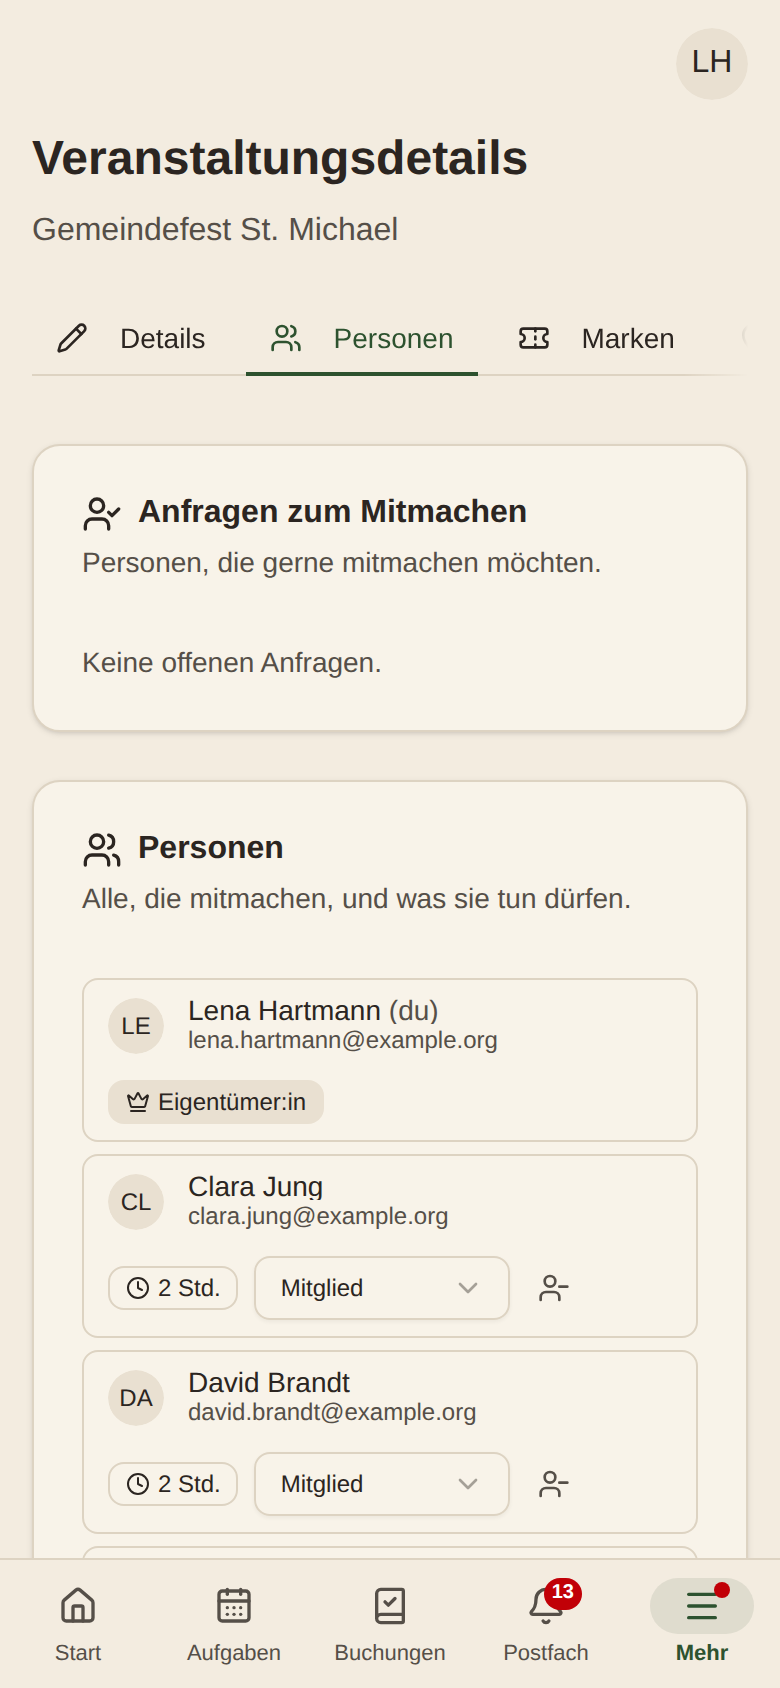 LH
Veranstaltungsdetails
Gemeindefest St. Michael
Details
Personen
Marken
Anfragen zum Mitmachen
Personen, die gerne mitmachen möchten.
Keine offenen Anfragen.
Personen
Alle, die mitmachen, und was sie tun dürfen.
LE
Lena Hartmann (du)
lena.hartmann@example.org
Eigentümer:in
CL
Clara Jung
clara.jung@example.org
2 Std.
Mitglied
DA
David Brandt
david.brandt@example.org
2 Std.
Mitglied
13
Start
Aufgaben
Buchungen
Postfach
Mehr